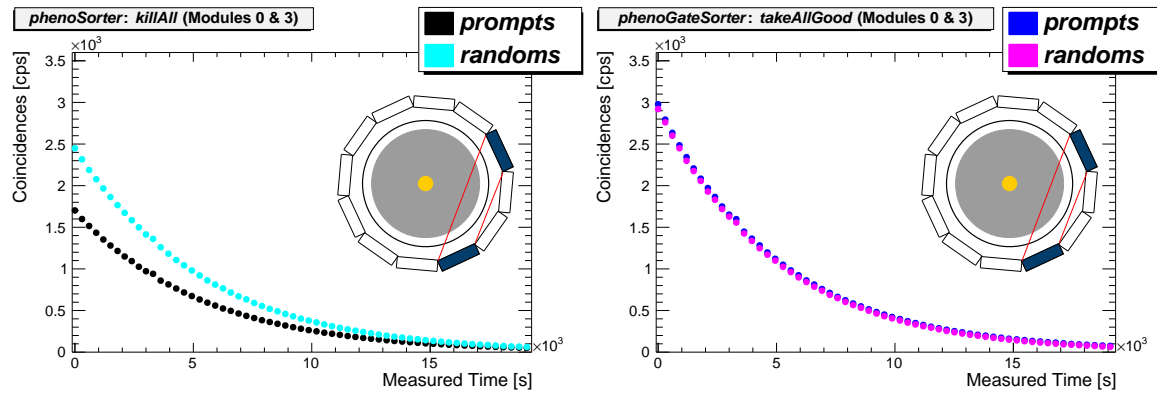 phenoSorter: killAll (Modules 0 & 3)
×10³
prompts
randoms
Coincidences [cps]
3.5
3
2.5
2
1.5
1
0.5
0
0
5
10
15
×10³
Measured Time [s]
phenoGateSorter: takeAllGood (Modules 0 & 3)
×10³
prompts
randoms
Coincidences [cps]
3.5
3
2.5
2
1.5
1
0.5
0
0
5
10
15
×10³
Measured Time [s]